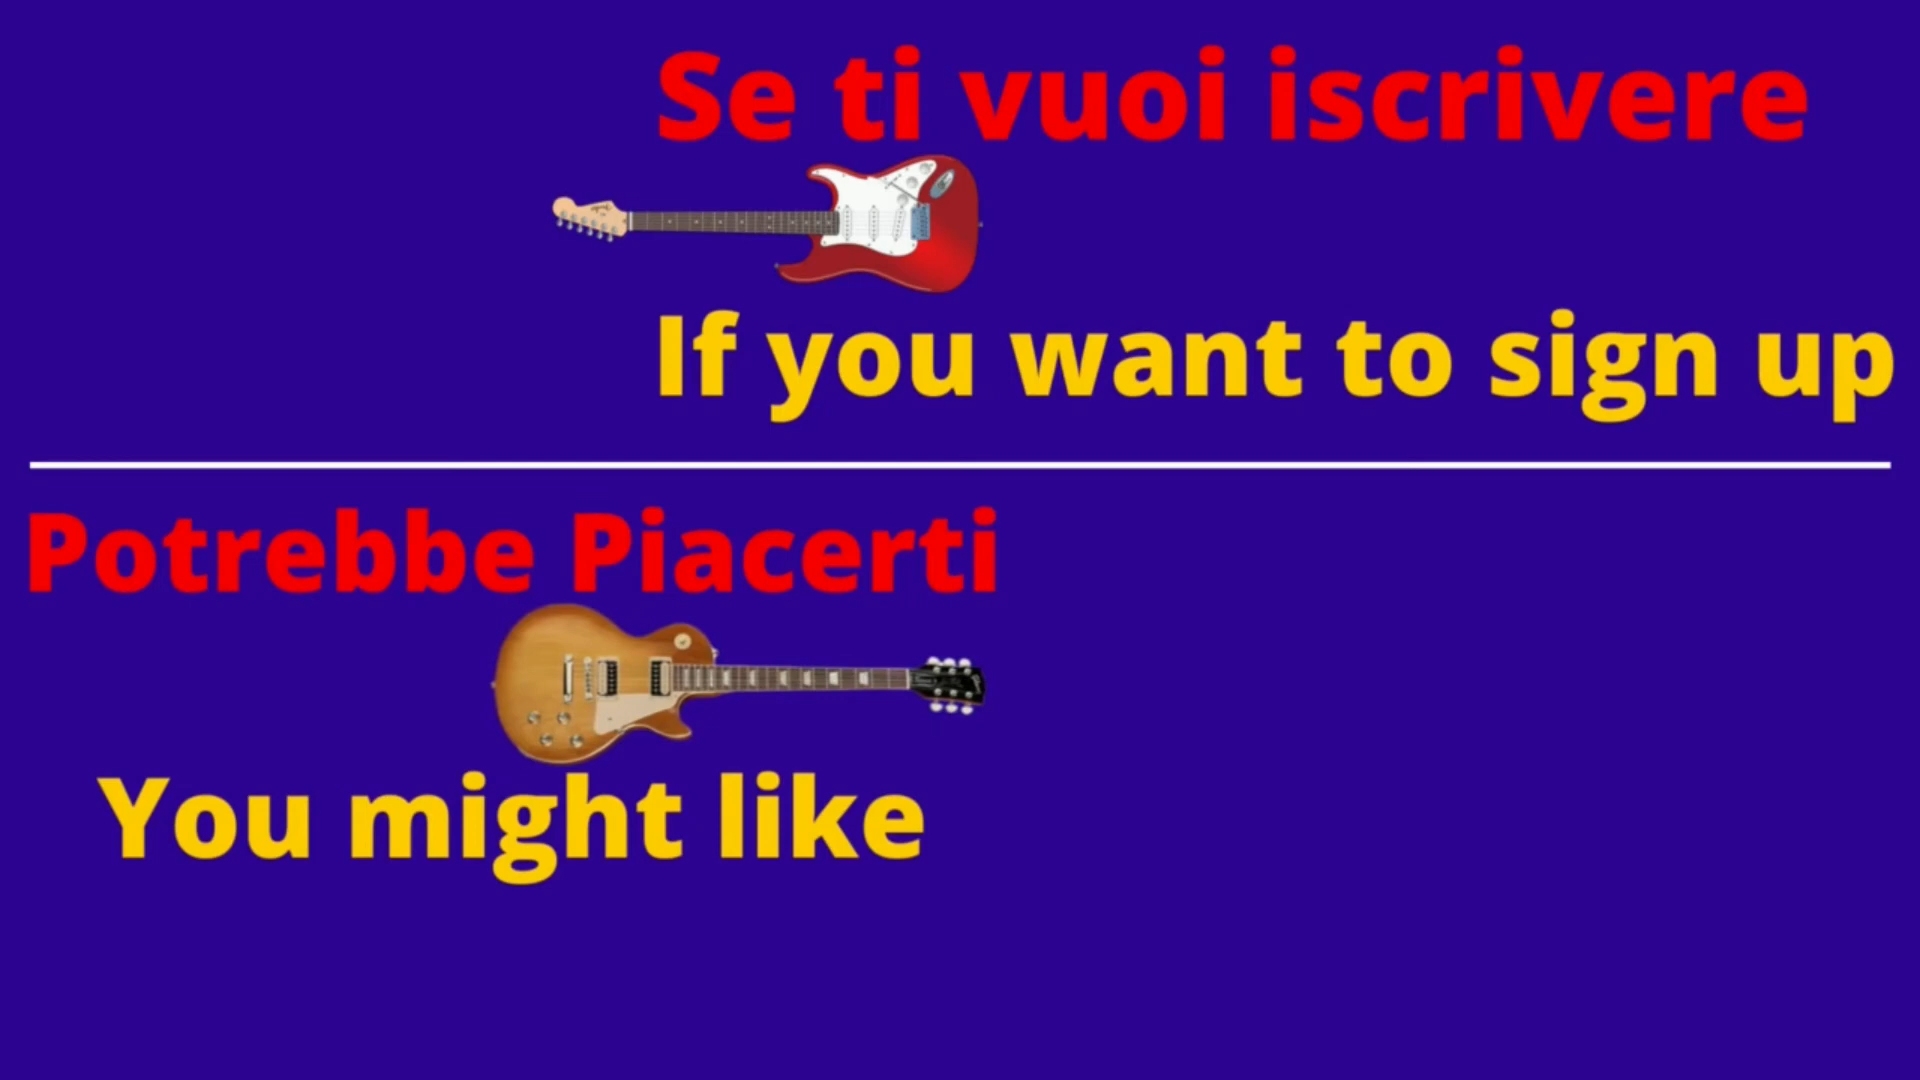 Se ti vuoi iscrivere
If you want to sign up
Potrebbe Piacerti
You might like